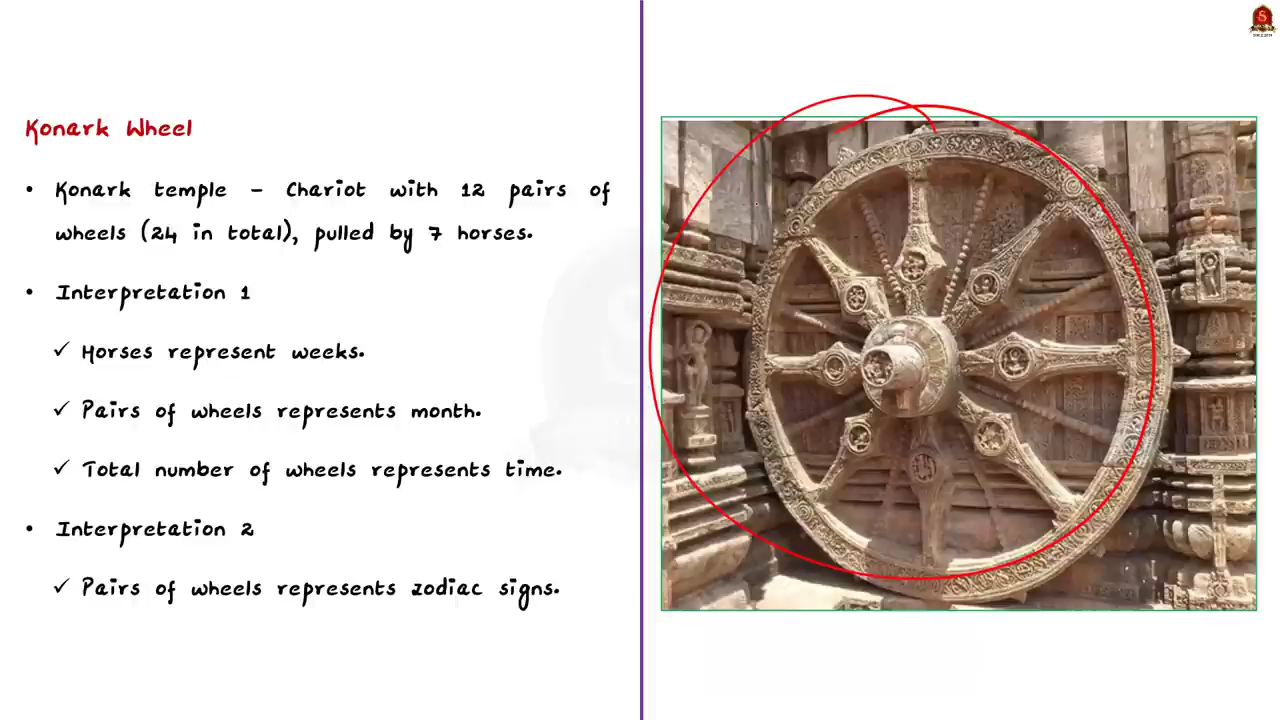 Konark Wheel
• Konark temple – Chariot with 12 pairs of
wheels (24 in total), pulled by 7 horses.
• Interpretation 1
✓ Horses represent weeks.
✓ Pairs of wheels represents month.
✓ Total number of wheels represents time.
• Interpretation 2
✓ Pairs of wheels represents zodiac signs.